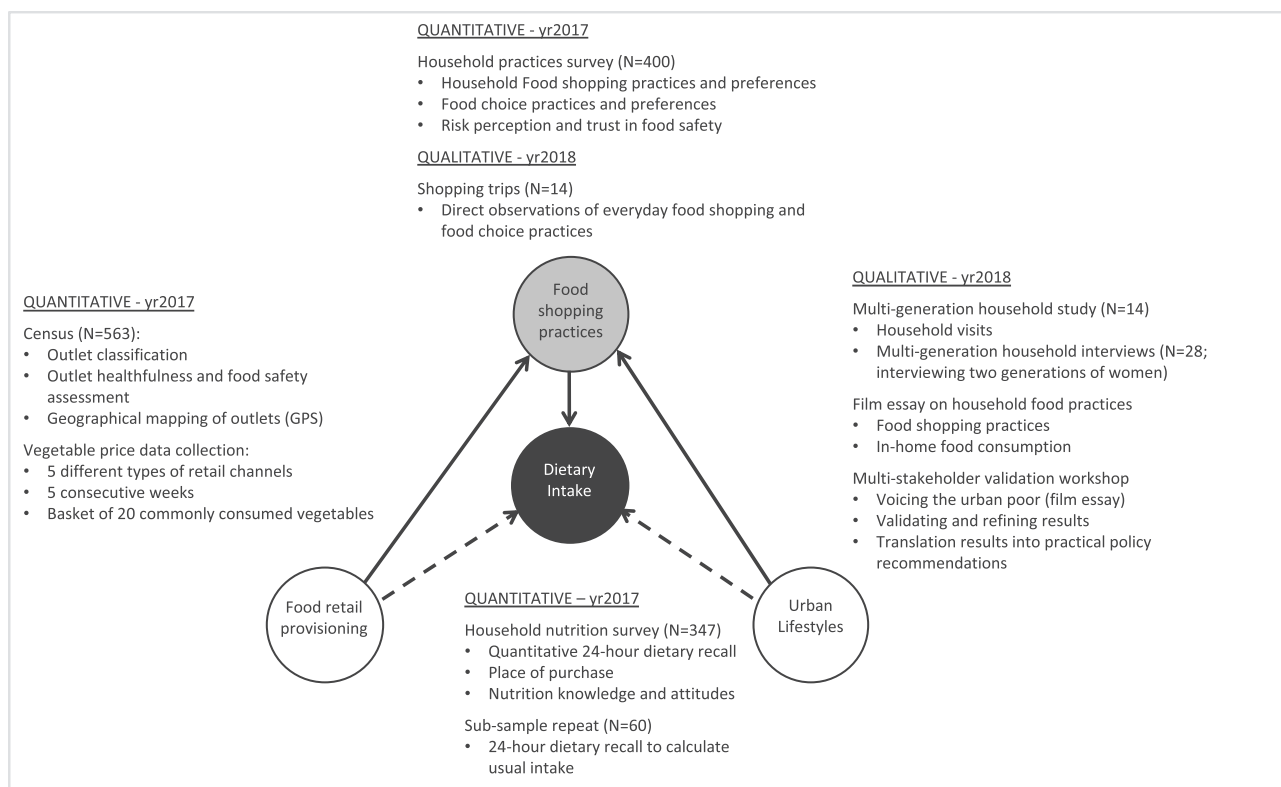 QUANTITATIVE - yr2017
Household practices survey (N=400)
• Household Food shopping practices and preferences
• Food choice practices and preferences
• Risk perception and trust in food safety
QUALITATIVE - yr2018
Shopping trips (N=14)
• Direct observations of everyday food shopping and
food choice practices
QUANTITATIVE - yr2017
Census (N=563):
• Outlet classification
• Outlet healthfulness and food safety
assessment
• Geographical mapping of outlets (GPS)
Vegetable price data collection:
• 5 different types of retail channels
• 5 consecutive weeks
• Basket of 20 commonly consumed vegetables
Food
shopping
practices
Dietary
Intake
Food retail
provisioning
Urban
Lifestyles
QUALITATIVE - yr2018
Multi-generation household study (N=14)
• Household visits
• Multi-generation household interviews (N=28;
interviewing two generations of women)
Film essay on household food practices
• Food shopping practices
• In-home food consumption
Multi-stakeholder validation workshop
• Voicing the urban poor (film essay)
• Validating and refining results
• Translation results into practical policy
recommendations
QUANTITATIVE – yr2017
Household nutrition survey (N=347)
• Quantitative 24-hour dietary recall
• Place of purchase
• Nutrition knowledge and attitudes
Sub-sample repeat (N=60)
• 24-hour dietary recall to calculate
usual intake